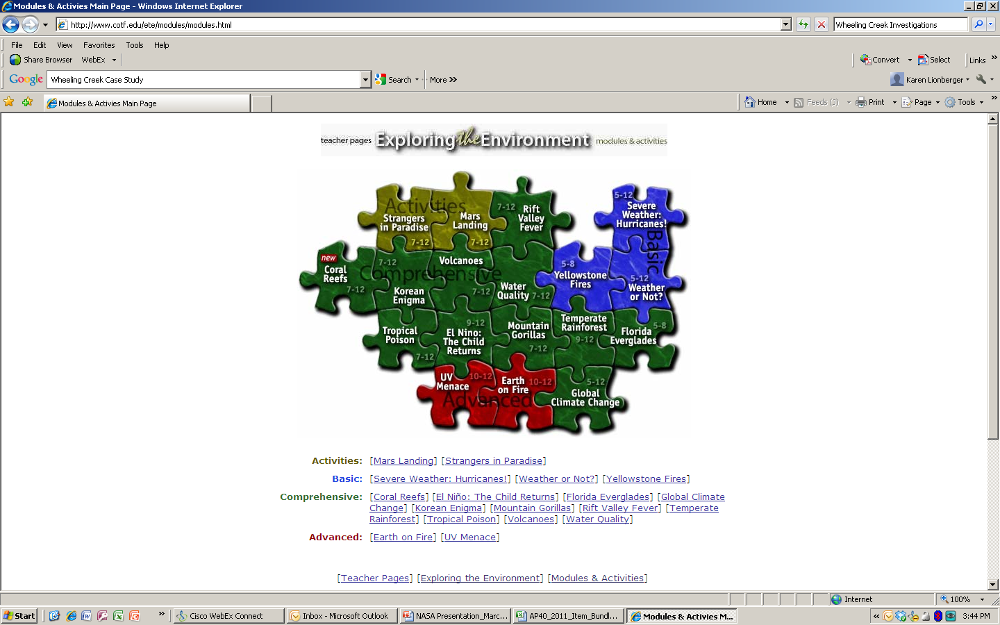 Modules & Activies Main Page - Windows Internet Explorer
http://www.cotf.edu/ete/modules/modules.html
Wheeling Creek Investigations
File Edit View Favorites Tools Help
Share Browser WebEx
Convert Select Links »
Google Wheeling Creek Case Study Search More »
Karen Lionberger
Modules & Activies Main Page
Home Feeds (J) Print Page Tools »
teacher pages Exploring the Environment modules & activities
Activities
Strangers in Paradise 7-12
Mars Landing 7-12
7-12 Rift Valley Fever
5-12 Severe Weather: Hurricanes!
Basic
new Coral Reefs 7-12
Comprehensive
7-12 Korean Enigma
Volcanoes 7-12
Water Quality 7-12
5-8 Yellowstone Fires
5-12 Weather or Not?
Tropical Poison 7-12
9-12 El Nino: The Child Returns
Mountain Gorillas 7-12
Temperate Rainforest 9-12
Florida Everglades 5-8
UV Menace 10-12
Earth on Fire 10-12
Advanced
5-12 Global Climate Change
Activities: [Mars Landing] [Strangers in Paradise]
Basic: [Severe Weather: Hurricanes!] [Weather or Not?] [Yellowstone Fires]
Comprehensive: [Coral Reefs] [El Niño: The Child Returns] [Florida Everglades] [Global Climate
Change] [Korean Enigma] [Mountain Gorillas] [Rift Valley Fever] [Temperate
Rainforest] [Tropical Poison] [Volcanoes] [Water Quality]
Advanced: [Earth on Fire] [UV Menace]
[Teacher Pages] [Exploring the Environment] [Modules & Activities]
Internet 100%
Start » Cisco WebEx Connect Inbox - Microsoft Outlook NASA Presentation_Marc... AP40_2011_Item_Bundl... Modules & Activies M... « 3:44 PM